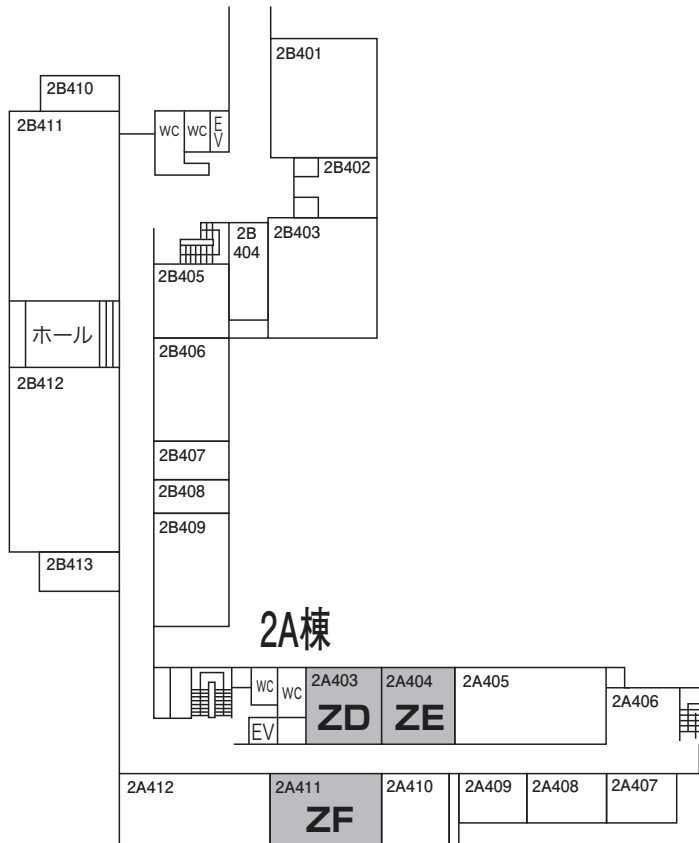 2B401
2B410
2B411
WC
WC
EV
2B402
2B
404
2B403
2B405
ホール
2B406
2B412
2B407
2B408
2B409
2B413
2A棟
WC
WC
EV
2A403
ZD
2A404
ZE
2A405
2A406
2A412
2A411
ZF
2A410
2A409
2A408
2A407